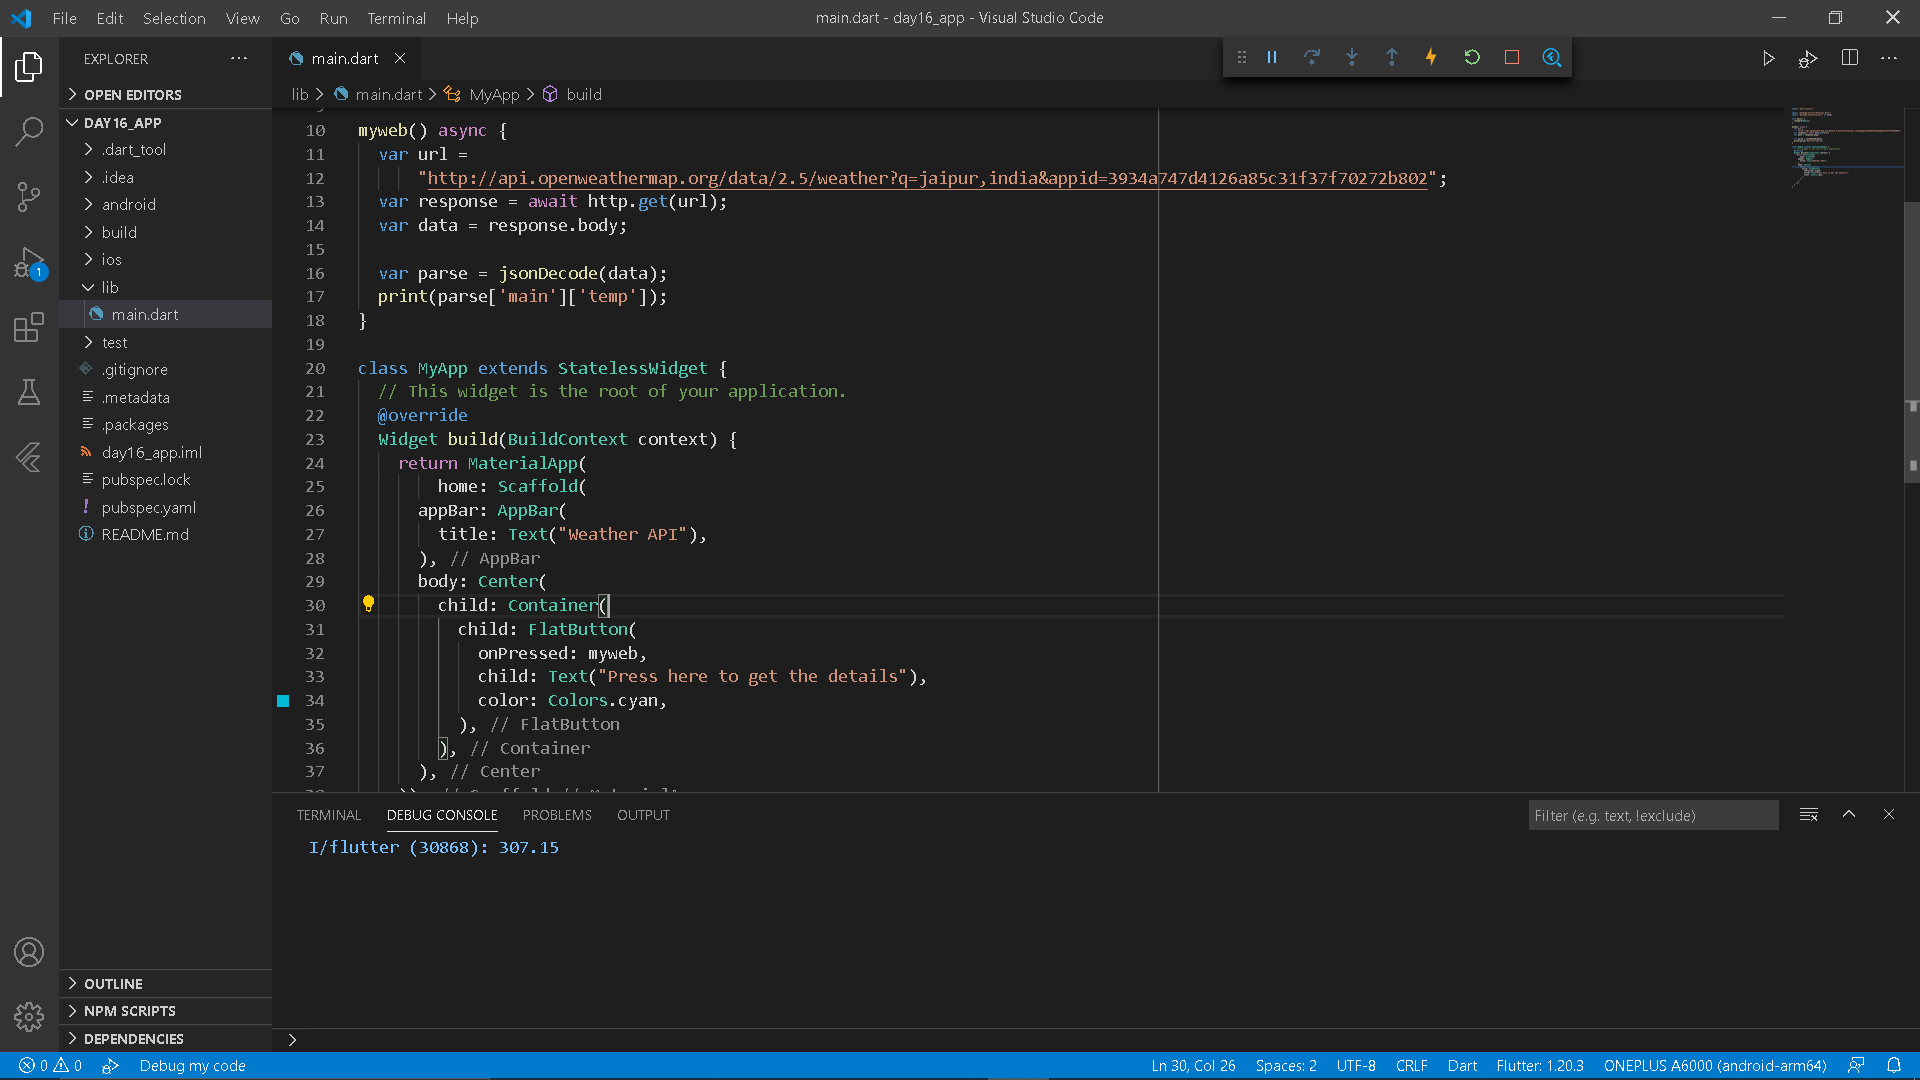 File Edit Selection View Go Run Terminal Help
main.dart - day16_app - Visual Studio Code
EXPLORER
OPEN EDITORS
DAY16_APP
.dart_tool
.idea
android
build
ios
lib
main.dart
test
.gitignore
.metadata
.packages
day16_app.iml
pubspec.lock
pubspec.yaml
README.md
OUTLINE
NPM SCRIPTS
DEPENDENCIES
1
main.dart
lib > main.dart > MyApp > build
10 myweb() async {
11 var url =
12 "http://api.openweathermap.org/data/2.5/weather?q=jaipur,india&appid=3934a747d4126a85c31f37f70272b802";
13 var response = await http.get(url);
14 var data = response.body;
15
16 var parse = jsonDecode(data);
17 print(parse['main']['temp']);
18 }
19
20 class MyApp extends StatelessWidget {
21 // This widget is the root of your application.
22 @override
23 Widget build(BuildContext context) {
24 return MaterialApp(
25 home: Scaffold(
26 appBar: AppBar(
27 title: Text("Weather API"),
28 ), // AppBar
29 body: Center(
30 child: Container(
31 child: FlatButton(
32 onPressed: myweb,
33 child: Text("Press here to get the details"),
34 color: Colors.cyan,
35 ), // FlatButton
36 ), // Container
37 ), // Center
TERMINAL DEBUG CONSOLE PROBLEMS OUTPUT
Filter (e.g. text, !exclude)
I/flutter (30868): 307.15
0 0 Debug my code
Ln 30, Col 26 Spaces: 2 UTF-8 CRLF Dart Flutter: 1.20.3 ONEPLUS A6000 (android-arm64)